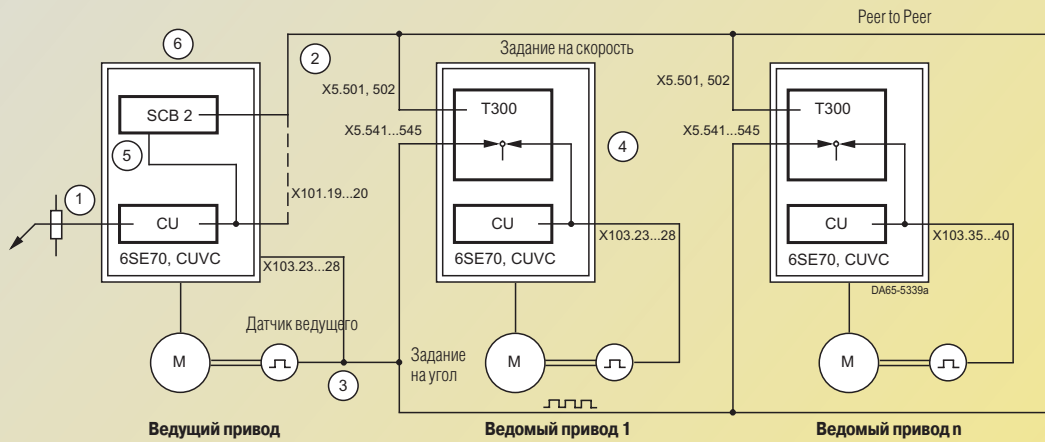 Peer to Peer
6
2
Задание на скорость
X5.501, 502
X5.501, 502
SCB 2
T300
T300
X5.541...545
X5.541...545
5
4
1
X101.19...20
CU
CU
CU
X103.23...28
X103.35...40
6SE70, CUVC
6SE70, CUVC
6SE70, CUVC
X103.23...28
DA65-5339a
Датчик ведущего
M
M
M
Задание
на угол
3
Ведущий привод
Ведомый привод 1
Ведомый привод n